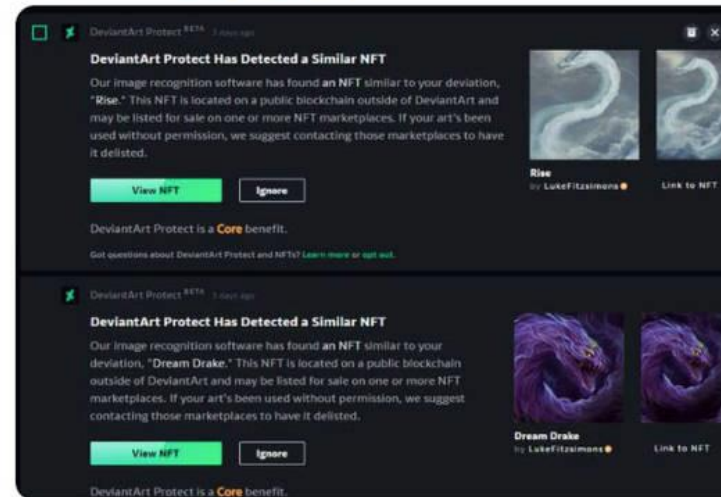 DeviantArt Protect BETA 3 days ago
DeviantArt Protect Has Detected a Similar NFT
Our image recognition software has found an NFT similar to your deviation,
"Rise." This NFT is located on a public blockchain outside of DeviantArt and
may be listed for sale on one or more NFT marketplaces. If your art's been
used without permission, we suggest contacting those marketplaces to have
it delisted.
Rise
by LukeFitzsimons
Link to NFT
View NFT
Ignore
DeviantArt Protect is a Core benefit.
Got questions about DeviantArt Protect and NFTs? Learn more or opt out.
DeviantArt Protect BETA 3 days ago
DeviantArt Protect Has Detected a Similar NFT
Our image recognition software has found an NFT similar to your
deviation, "Dream Drake." This NFT is located on a public blockchain
outside of DeviantArt and may be listed for sale on one or more NFT
marketplaces. If your art's been used without permission, we suggest
contacting those marketplaces to have it delisted.
Dream Drake
by LukeFitzsimons
Link to NFT
View NFT
Ignore
DeviantArt Protect is a Core benefit.